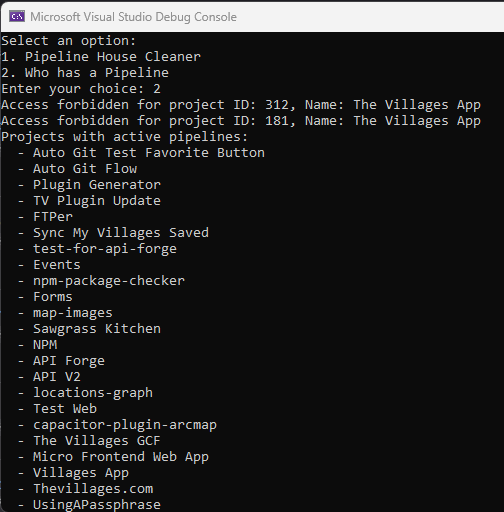 Microsoft Visual Studio Debug Console
Select an option:
1. Pipeline House Cleaner
2. Who has a Pipeline
Enter your choice: 2
Access forbidden for project ID: 312, Name: The Villages App
Access forbidden for project ID: 181, Name: The Villages App
Projects with active pipelines:
- Auto Git Test Favorite Button
- Auto Git Flow
- Plugin Generator
- TV Plugin Update
- FTPer
- Sync My Villages Saved
- test-for-api-forge
- Events
- npm-package-checker
- Forms
- map-images
- Sawgrass Kitchen
- NPM
- API Forge
- API V2
- locations-graph
- Test Web
- capacitor-plugin-arcmap
- The Villages GCF
- Micro Frontend Web App
- Villages App
- Thevillages.com
- UsingAPassphrase